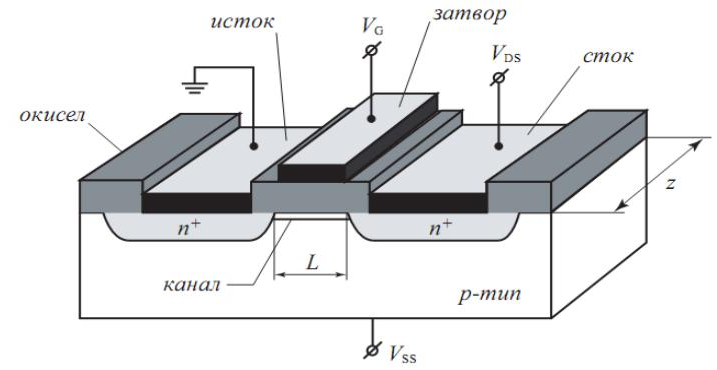 исток
V_G
затвор
V_DS
сток
окисел
z
n⁺
n⁺
L
канал
p-тип
V_SS